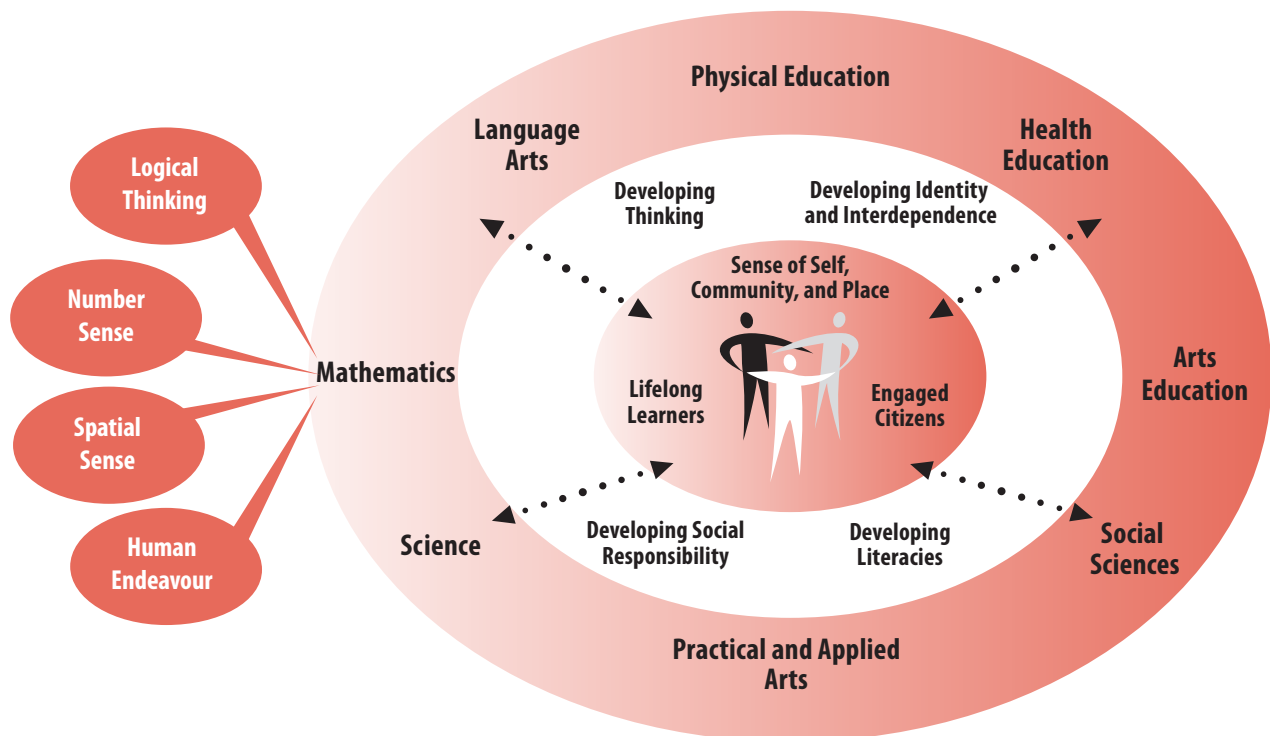 Physical Education
Language
Arts
Health
Education
Logical
Thinking
Developing
Thinking
Developing Identity
and Interdependence
Sense of Self,
Community, and Place
Number
Sense
Mathematics
Lifelong
Learners
Engaged
Citizens
Arts
Education
Spatial
Sense
Science
Developing Social
Responsibility
Developing
Literacies
Social
Sciences
Human
Endeavour
Practical and Applied
Arts